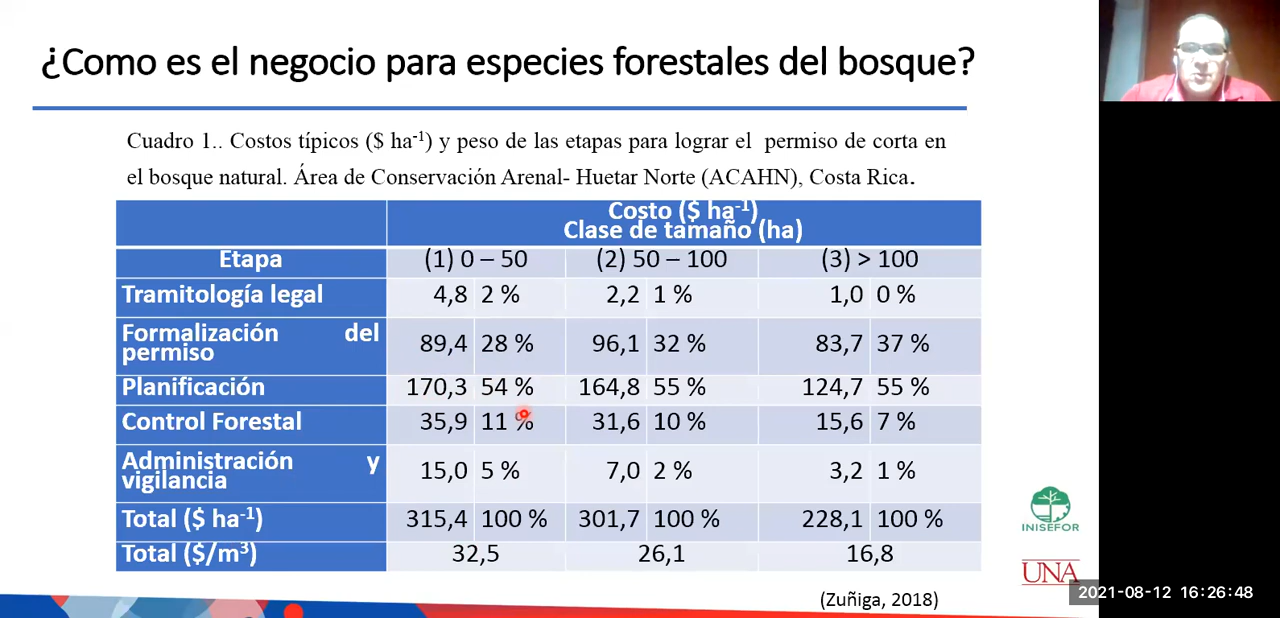 ¿Como es el negocio para especies forestales del bosque?
Cuadro 1.. Costos típicos ($ ha-1) y peso de las etapas para lograr el permiso de corta en
el bosque natural. Área de Conservación Arenal- Huetar Norte (ACAHN), Costa Rica.
Costo ($ ha-1)
Clase de tamaño (ha)
Etapa (1) 0 – 50 (2) 50 – 100 (3) > 100
Tramitología legal 4,8 2 % 2,2 1 % 1,0 0 %
Formalización del
permiso 89,4 28 % 96,1 32 % 83,7 37 %
Planificación 170,3 54 % 164,8 55 % 124,7 55 %
Control Forestal 35,9 11 % 31,6 10 % 15,6 7 %
Administración y
vigilancia 15,0 5 % 7,0 2 % 3,2 1 %
Total ($ ha-1) 315,4 100 % 301,7 100 % 228,1 100 %
Total ($/m3) 32,5 26,1 16,8
INISEFOR
UNA
(Zuñiga, 2018)
2021-08-12 16:26:48